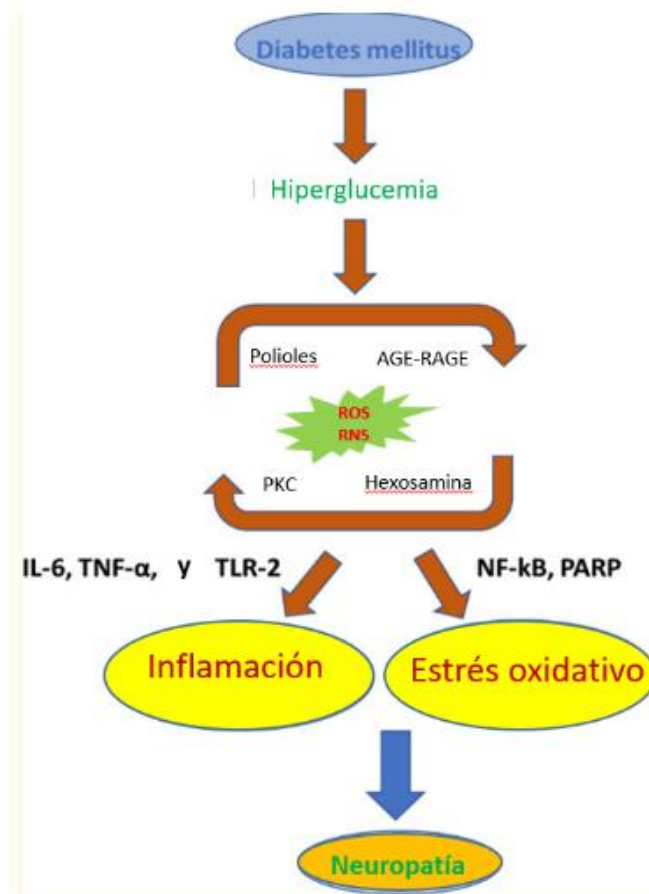 Diabetes mellitus
Hiperglucemia
Polioles AGE-RAGE
ROS
RNS
PKC Hexosamina
IL-6, TNF-α, y TLR-2 NF-kB, PARP
Inflamación Estrés oxidativo
Neuropatía